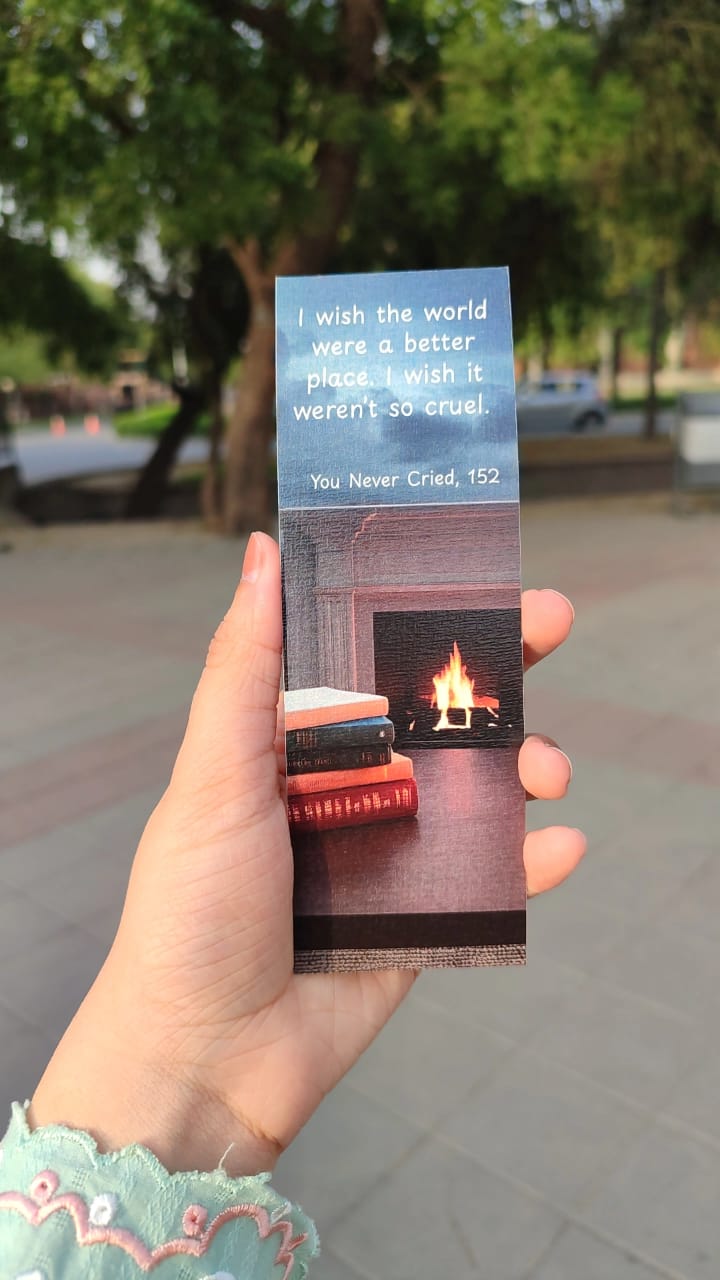 I wish the world
were a better
place. I wish it
weren't so cruel.
You Never Cried, 152